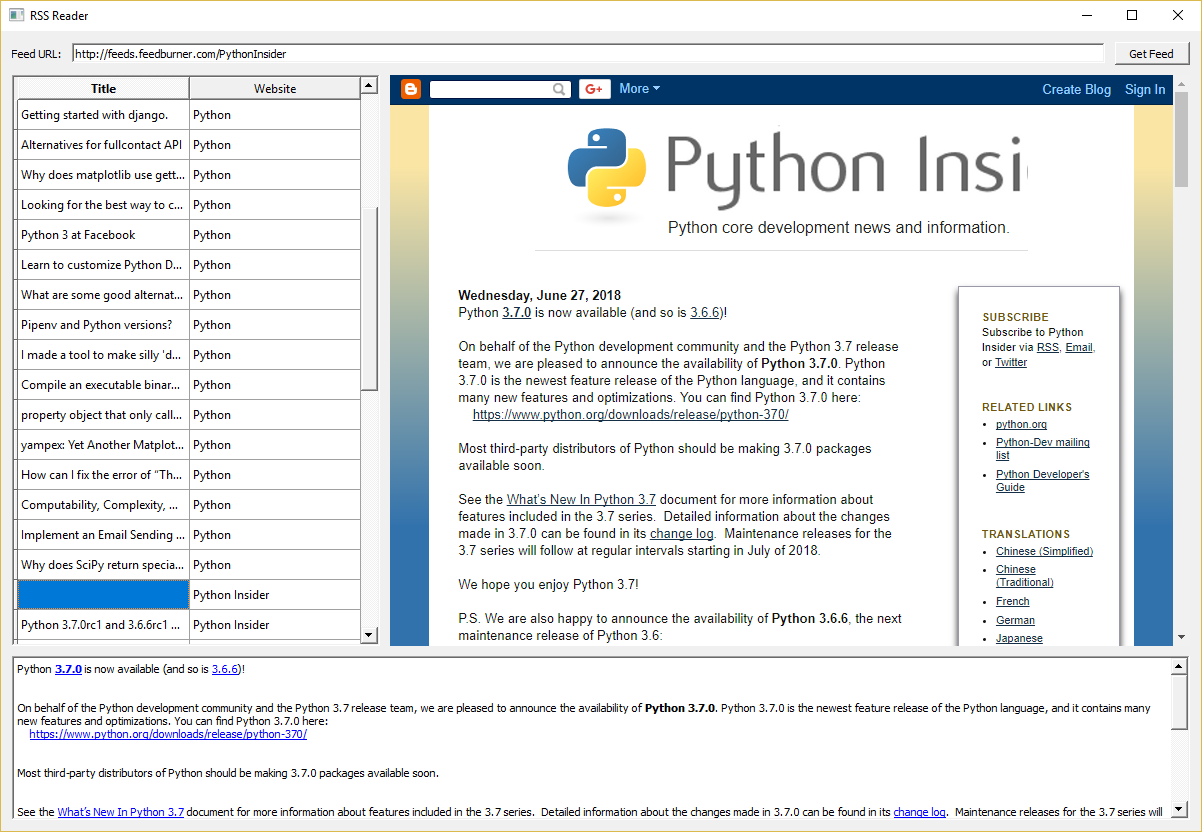 RSS Reader
Feed URL: http://feeds.feedburner.com/PythonInsider Get Feed
Title Website
Getting started with django. Python
Alternatives for fullcontact API Python
Why does matplotlib use gett... Python
Looking for the best way to c... Python
Python 3 at Facebook Python
Learn to customize Python D... Python
What are some good alternat... Python
Pipenv and Python versions? Python
I made a tool to make silly 'd... Python
Compile an executable binar... Python
property object that only call... Python
yampex: Yet Another Matplot... Python
How can I fix the error of “Th... Python
Computability, Complexity, ... Python
Implement an Email Sending ... Python
Why does SciPy return specia... Python
Python Insider
Python 3.7.0rc1 and 3.6.6rc1 ... Python Insider
G+ More Create Blog Sign In
Python Insi
Python core development news and information.
Wednesday, June 27, 2018
Python 3.7.0 is now available (and so is 3.6.6)!
On behalf of the Python development community and the Python 3.7 release
team, we are pleased to announce the availability of Python 3.7.0. Python
3.7.0 is the newest feature release of the Python language, and it contains
many new features and optimizations. You can find Python 3.7.0 here:
https://www.python.org/downloads/release/python-370/
Most third-party distributors of Python should be making 3.7.0 packages
available soon.
See the What's New In Python 3.7 document for more information about
features included in the 3.7 series. Detailed information about the changes
made in 3.7.0 can be found in its change log. Maintenance releases for the
3.7 series will follow at regular intervals starting in July of 2018.
We hope you enjoy Python 3.7!
P.S. We are also happy to announce the availability of Python 3.6.6, the next
maintenance release of Python 3.6:
SUBSCRIBE
Subscribe to Python
Insider via RSS, Email,
or Twitter
RELATED LINKS
python.org
Python-Dev mailing
list
Python Developer's
Guide
TRANSLATIONS
Chinese (Simplified)
Chinese
(Traditional)
French
German
Japanese
Python 3.7.0 is now available (and so is 3.6.6)!
On behalf of the Python development community and the Python 3.7 release team, we are pleased to announce the availability of Python 3.7.0. Python 3.7.0 is the newest feature release of the Python language, and it contains many
new features and optimizations. You can find Python 3.7.0 here:
https://www.python.org/downloads/release/python-370/
Most third-party distributors of Python should be making 3.7.0 packages available soon.
See the What's New In Python 3.7 document for more information about features included in the 3.7 series. Detailed information about the changes made in 3.7.0 can be found in its change log. Maintenance releases for the 3.7 series will